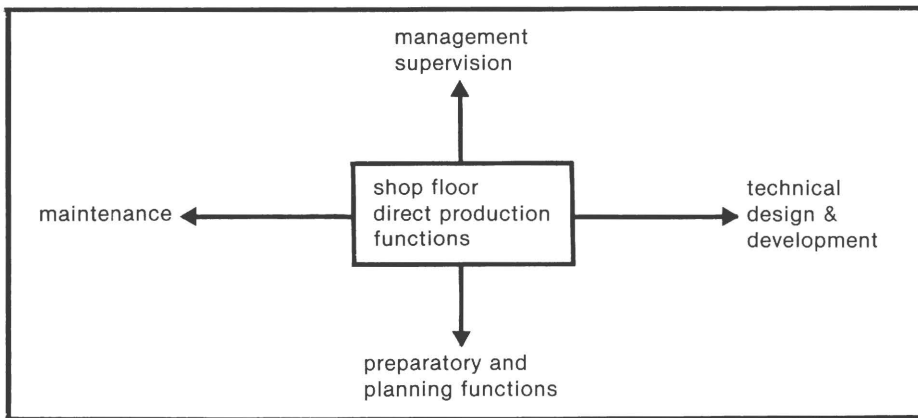 management
supervision
shop floor
direct production
functions
maintenance
technical
design &
development
preparatory and
planning functions